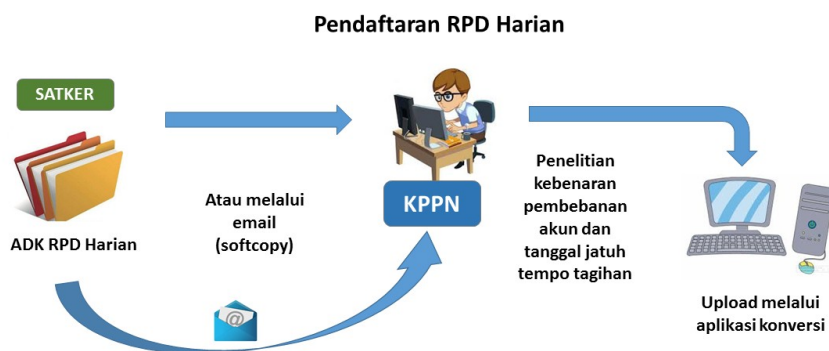 Pendaftaran RPD Harian
SATKER
ADK RPD Harian
Atau melalui
email
(softcopy)
@
KPPN
Penelitian
kebenaran
pembebanan
akun dan
tanggal jatuh
tempo tagihan
Upload melalui
aplikasi konversi